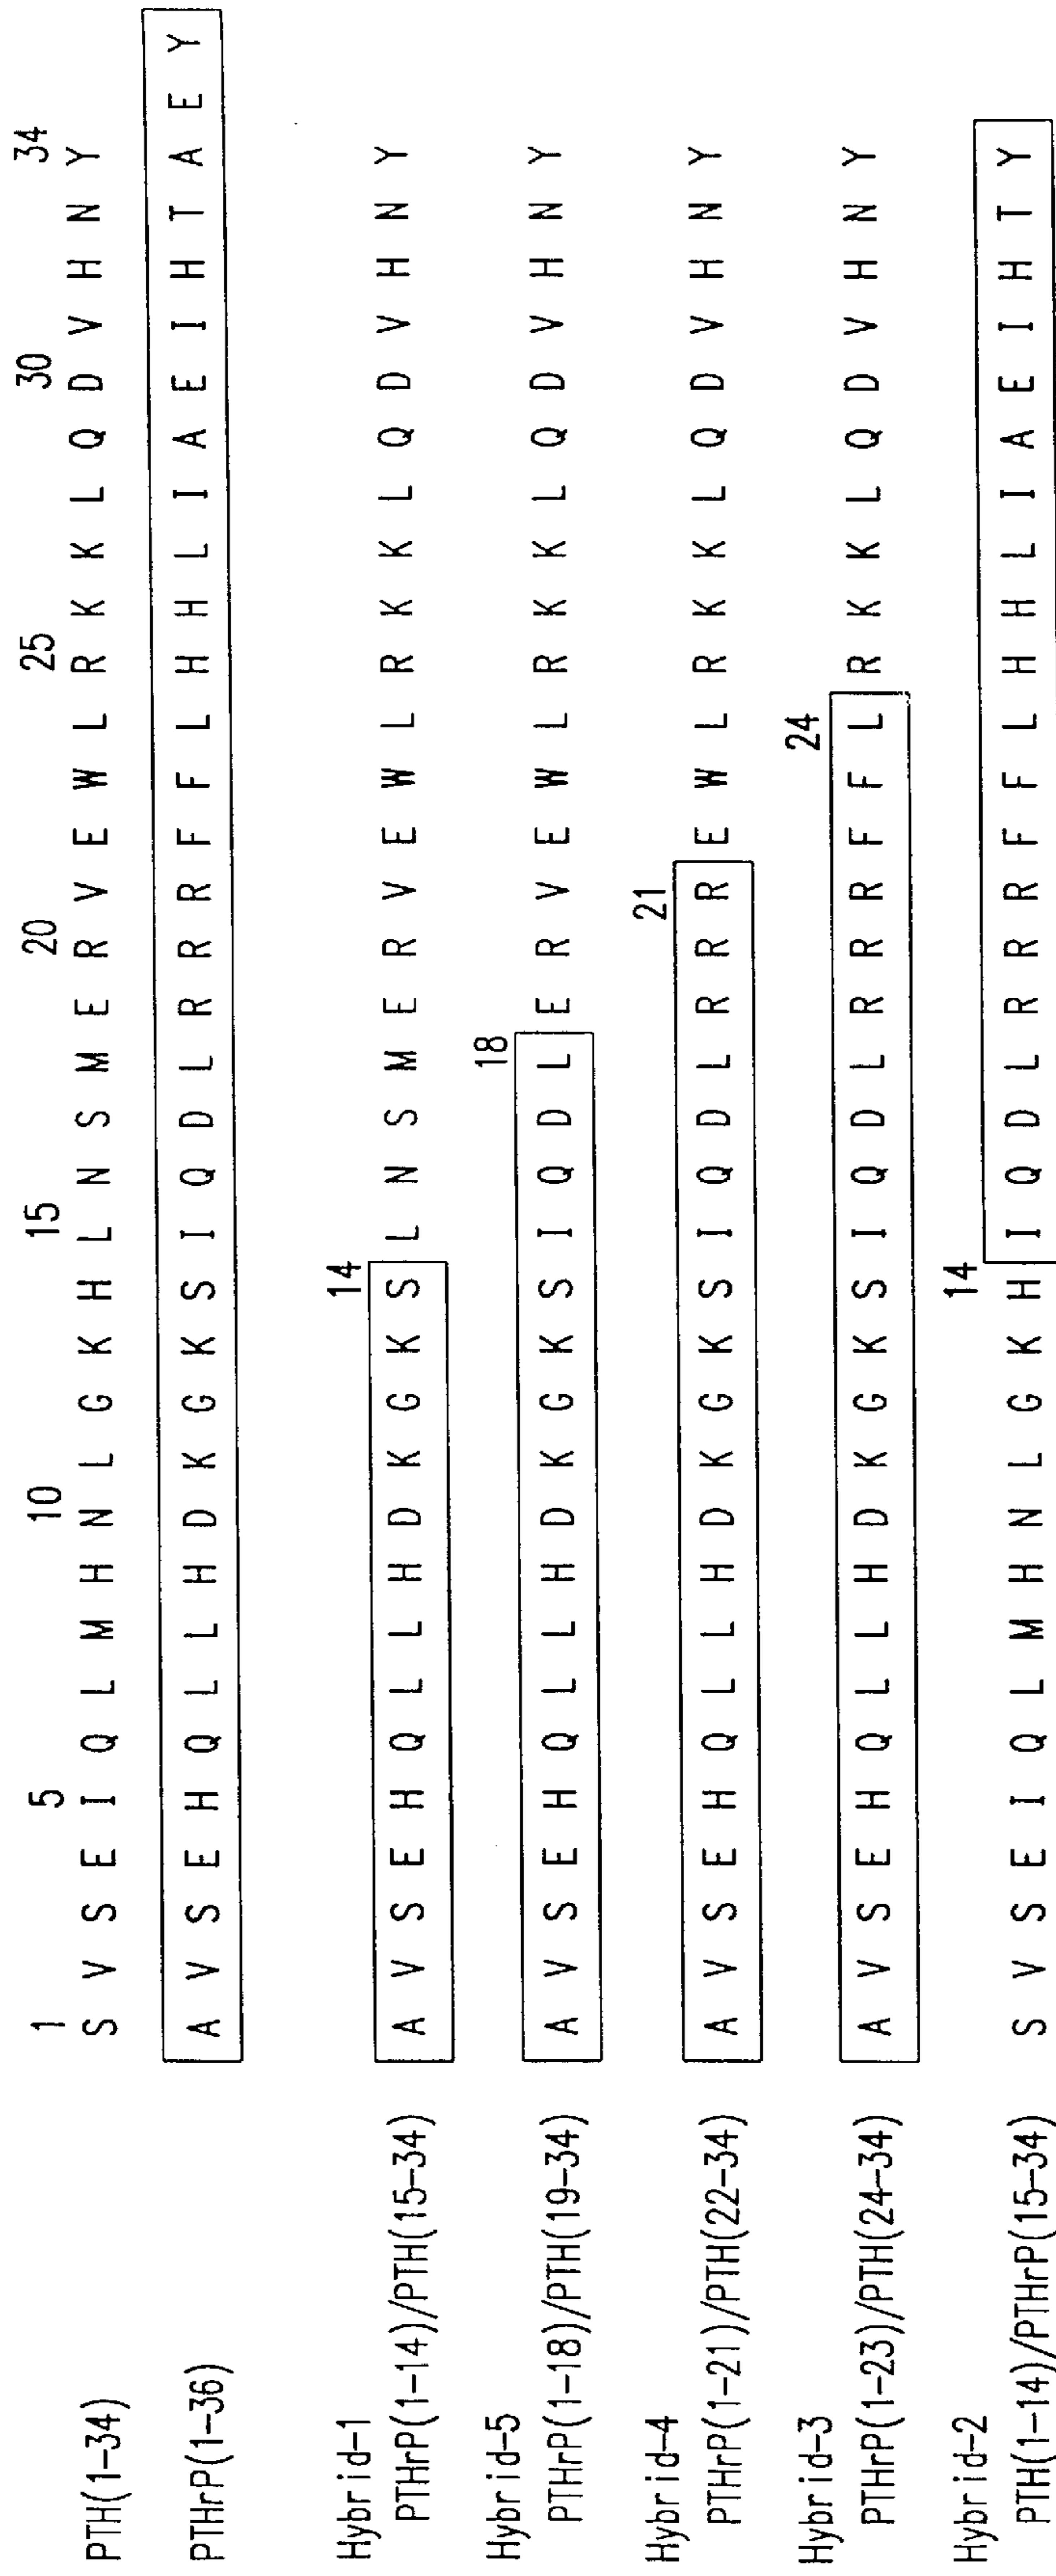 1 5 10 15 20 25 30 34
PTH(1-34) S V S E I Q L M H N L G K H L N S M E R V E W L R K K L Q D V H N Y
PTHrP(1-36) A V S E H Q L L H D K G K S I Q D L R R R F F L H H L I A E I H T A E Y
Hybrid-1 14
PTHrP(1-14)/PTH(15-34) A V S E H Q L L H D K G K S L N S M E R V E W L R K K L Q D V H N Y
Hybrid-5 18
PTHrP(1-18)/PTH(19-34) A V S E H Q L L H D K G K S I Q D L E R V E W L R K K L Q D V H N Y
Hybrid-4 21
PTHrP(1-21)/PTH(22-34) A V S E H Q L L H D K G K S I Q D L R R R E W L R K K L Q D V H N Y
Hybrid-3 24
PTHrP(1-23)/PTH(24-34) A V S E H Q L L H D K G K S I Q D L R R R F F L R K K L Q D V H N Y
Hybrid-2 14
PTH(1-14)/PTHrP(15-34) S V S E I Q L M H N L G K H I Q D L R R R F F L H H L I A E I H T Y